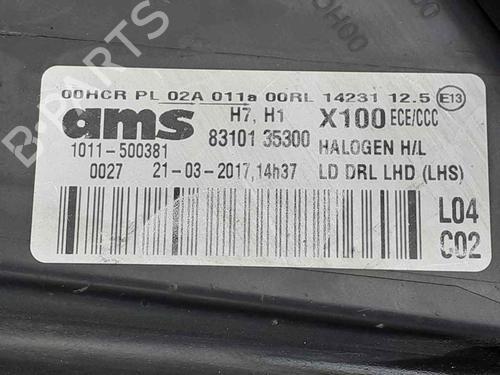 00HCR PL 02A 011a 00RL 14231 12.5 E13
ams H7, H1 X100 ECE/CCC
1011-500381 83101 35300 HALOGEN H/L
0027 21-03-2017,14h37 LD DRL LHD (LHS)
L04
C02
B-PARTS